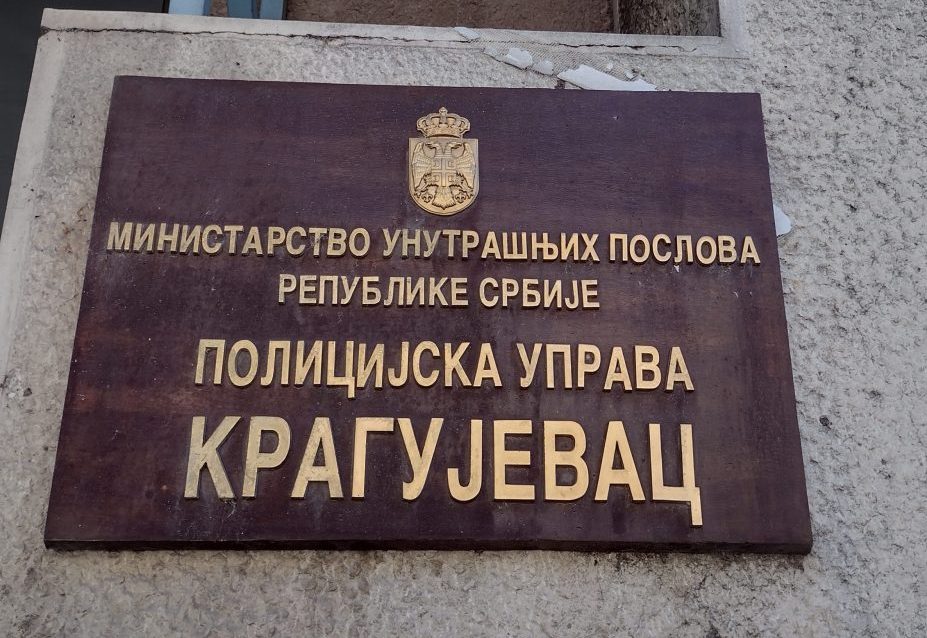 МИНИСТАРСТВО УНУТРАШЊИХ ПОСЛОВА
РЕПУБЛИКЕ СРБИЈЕ
ПОЛИЦИЈСКА УПРАВА
КРАГУЈЕВАЦ